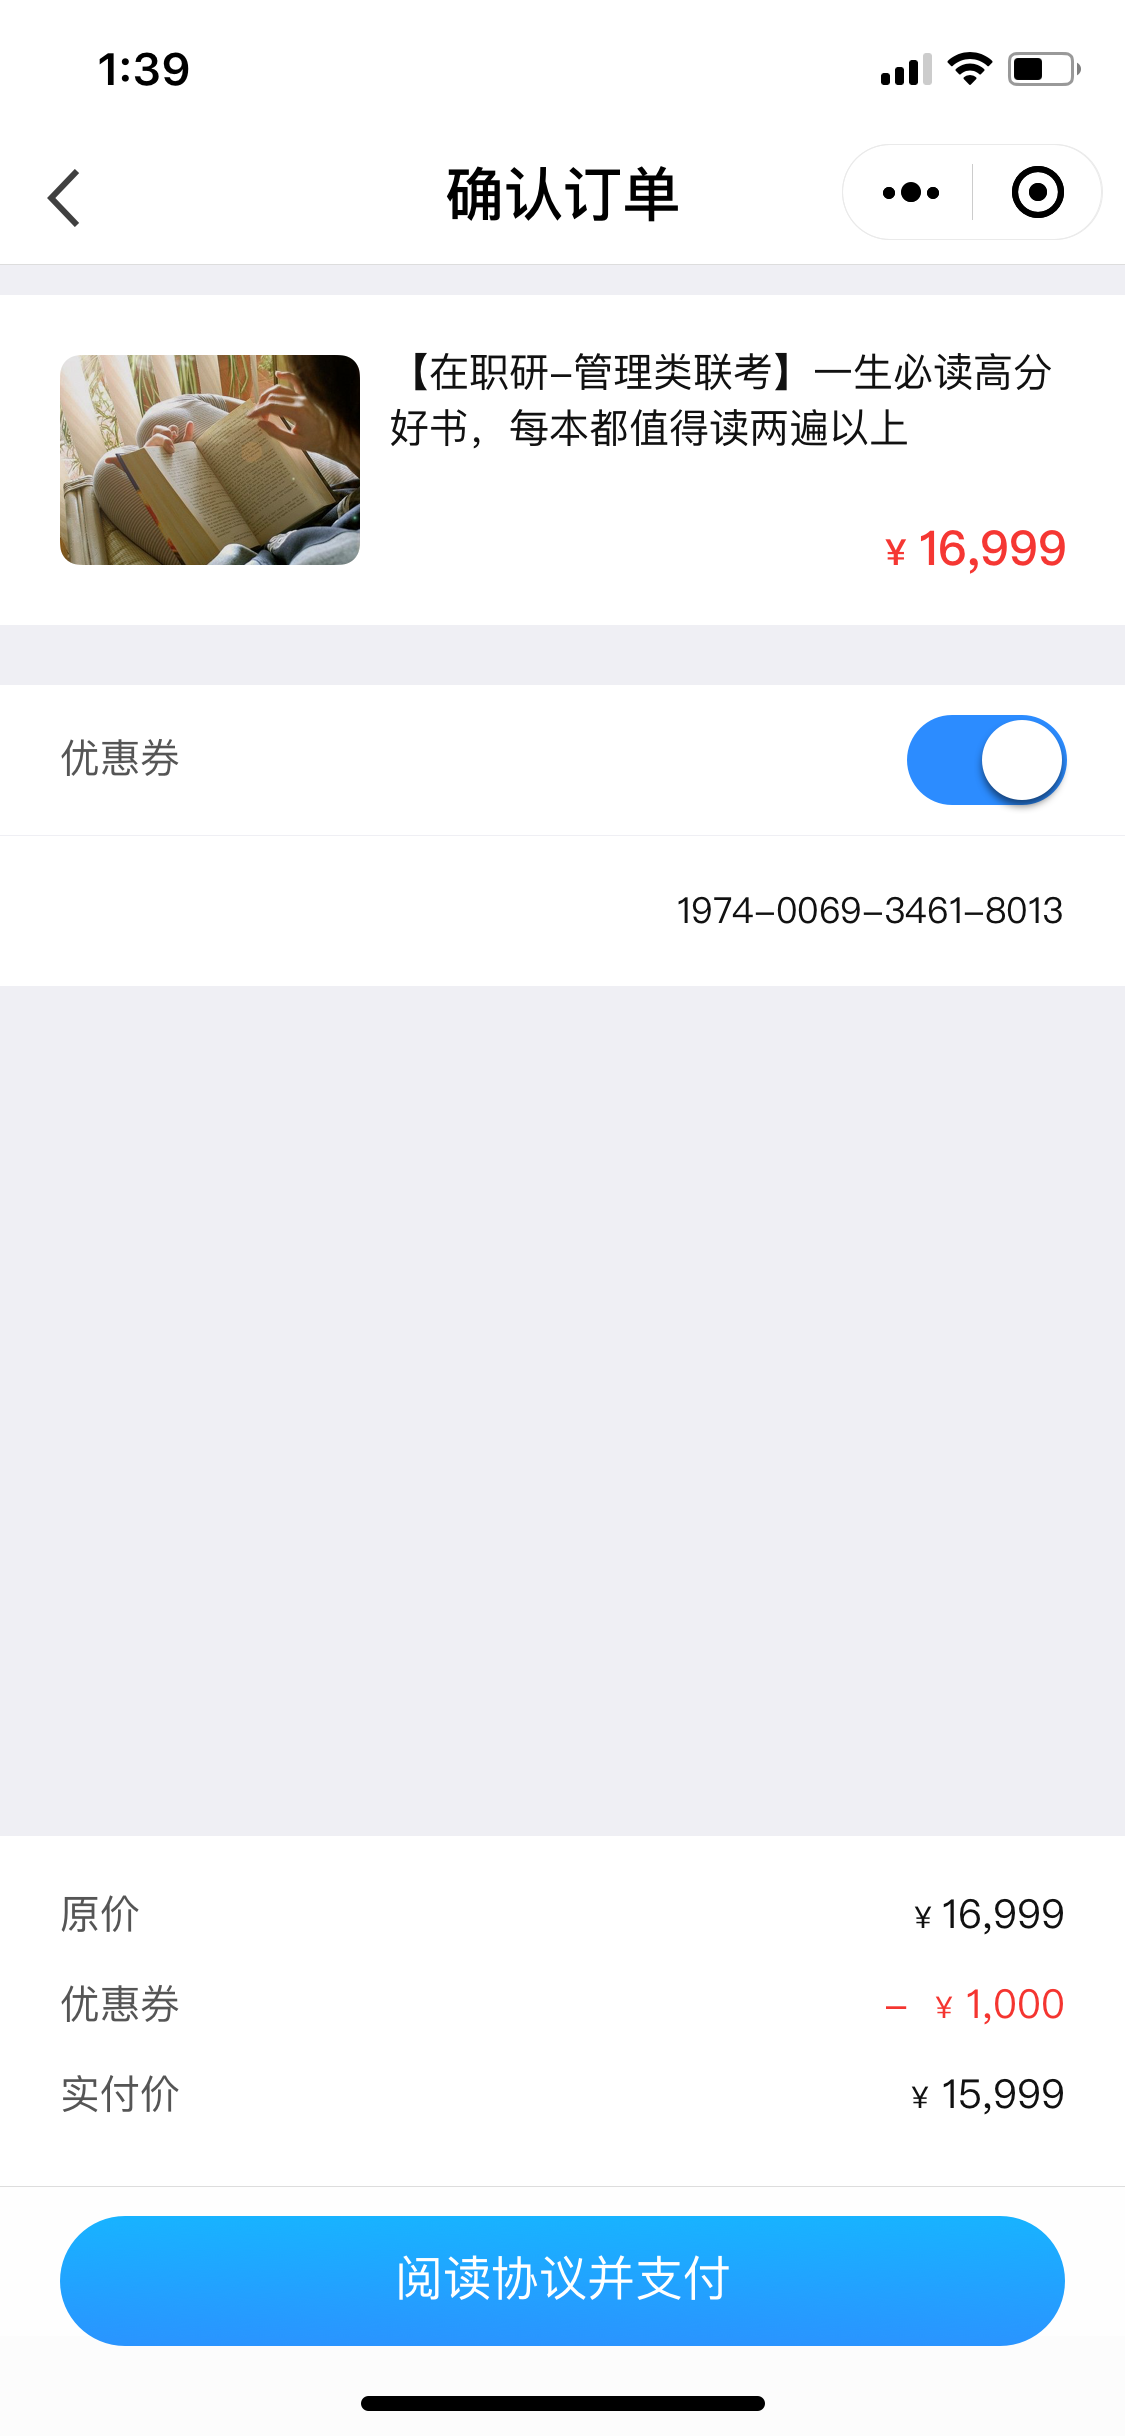 1:39
确认订单
【在职研-管理类联考】一生必读高分
好书，每本都值得读两遍以上
¥ 16,999
优惠券
1974-0069-3461-8013
原价 ¥ 16,999
优惠券 - ¥ 1,000
实付价 ¥ 15,999
阅读协议并支付